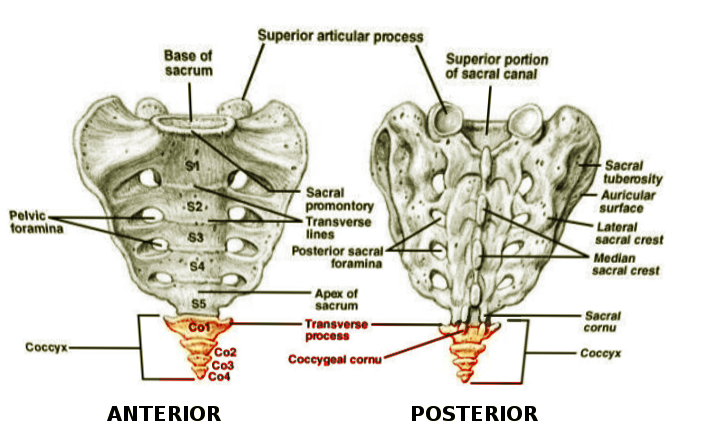 Superior articular process
Base of
sacrum
Superior portion
of sacral canal
S1
Sacral
tuberosity
Sacral
promontory
Auricular
surface
S2
Pelvic
foramina
Transverse
lines
Lateral
sacral crest
S3
Posterior sacral
foramina
Median
sacral crest
S4
Apex of
sacrum
S5
Sacral
cornu
Co1
Transverse
process
Coccyx
Co2
Coccygeal cornu
Coccyx
Co3
Co4
ANTERIOR
POSTERIOR